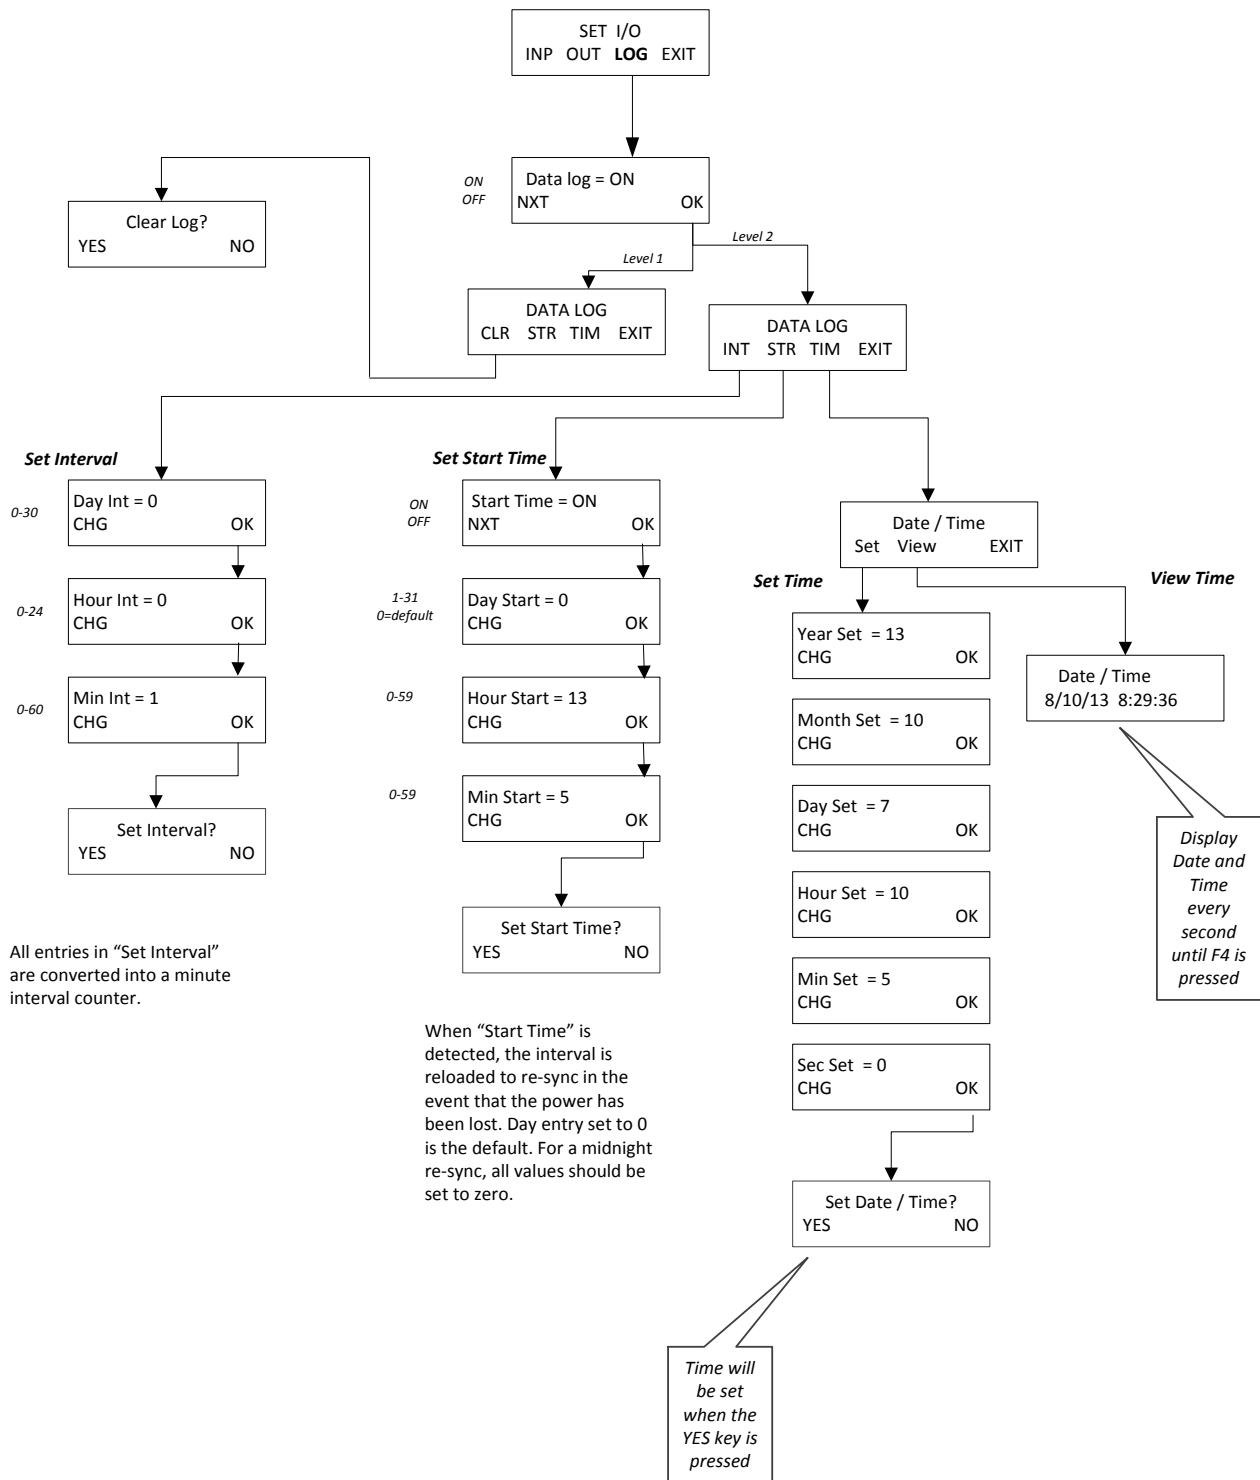 SET I/O
INP OUT LOG EXIT
ON
OFF
Data log = ON
NXT OK
Clear Log?
YES NO
Level 1
Level 2
DATA LOG
CLR STR TIM EXIT
DATA LOG
INT STR TIM EXIT
Set Interval
0-30
Day Int = 0
CHG OK
0-24
Hour Int = 0
CHG OK
0-60
Min Int = 1
CHG OK
Set Interval?
YES NO
All entries in “Set Interval”
are converted into a minute
interval counter.
Set Start Time
ON
OFF
Start Time = ON
NXT OK
1-31
0=default
Day Start = 0
CHG OK
0-59
Hour Start = 13
CHG OK
0-59
Min Start = 5
CHG OK
Set Start Time?
YES NO
When “Start Time” is
detected, the interval is
reloaded to re-sync in the
event that the power has
been lost. Day entry set to 0
is the default. For a midnight
re-sync, all values should be
set to zero.
Date / Time
Set View EXIT
Set Time
Year Set = 13
CHG OK
Month Set = 10
CHG OK
Day Set = 7
CHG OK
Hour Set = 10
CHG OK
Min Set = 5
CHG OK
Sec Set = 0
CHG OK
Set Date / Time?
YES NO
Time will
be set
when the
YES key is
pressed
View Time
Date / Time
8/10/13 8:29:36
Display
Date and
Time
every
second
until F4 is
pressed